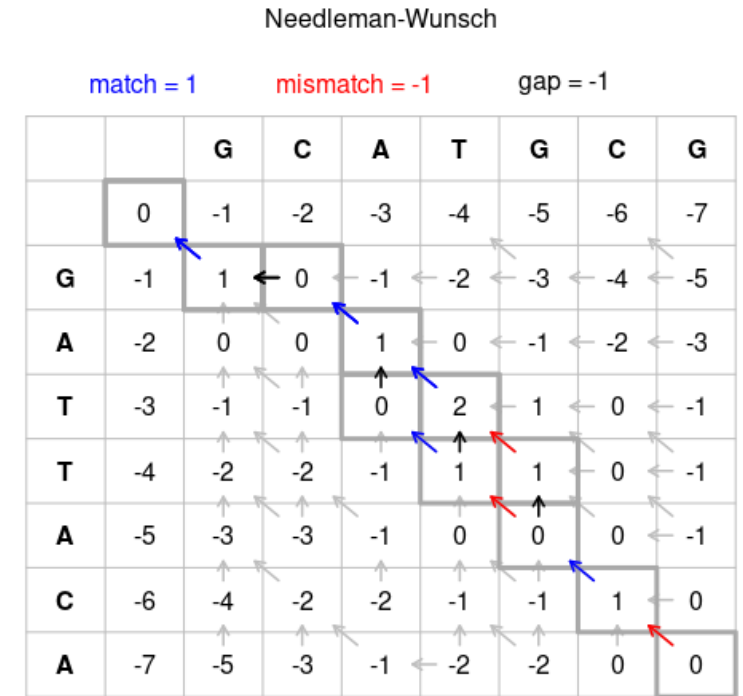 Needleman-Wunsch
match = 1 mismatch = -1 gap = -1
G C A T G C G
0 -1 -2 -3 -4 -5 -6 -7
G -1 1 0 -1 -2 -3 -4 -5
A -2 0 0 1 0 -1 -2 -3
T -3 -1 -1 0 2 1 0 -1
T -4 -2 -2 -1 1 1 0 -1
A -5 -3 -3 -1 0 0 0 -1
C -6 -4 -2 -2 -1 -1 1 0
A -7 -5 -3 -1 -2 -2 0 0